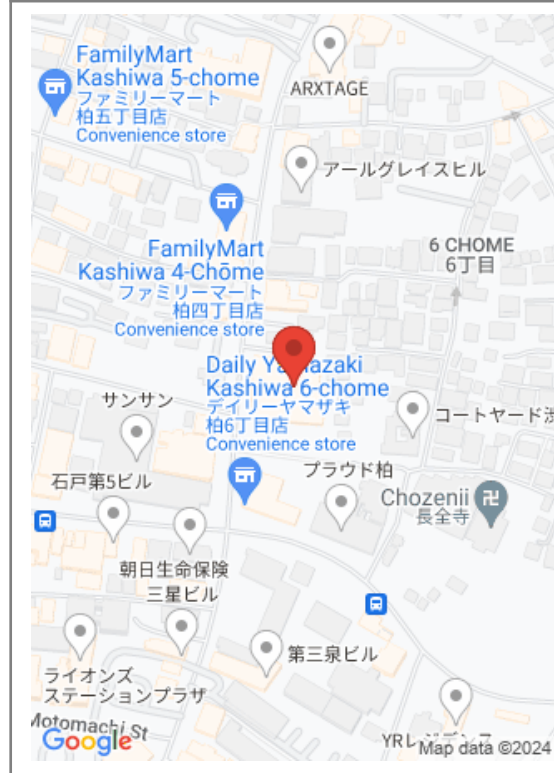 FamilyMart
Kashiwa 5-chome
ファミリーマート
柏五丁目店
Convenience store
ARXTAGE
アールグレイスヒル
FamilyMart
Kashiwa 4-Chōme
ファミリーマート
柏四丁目店
Convenience store
6 CHOME
6丁目
Daily
Kashiwa 6-chome
デイリーヤマザキ
柏6丁目店
Convenience store
サンサン
コートヤード渋
石戸第5ビル
プラウド柏
Chozenji
長全寺
朝日生命保険
三星ビル
第三泉ビル
ライオンズ
ステーションプラザ
Motomachi St
Google
Map data ©2024